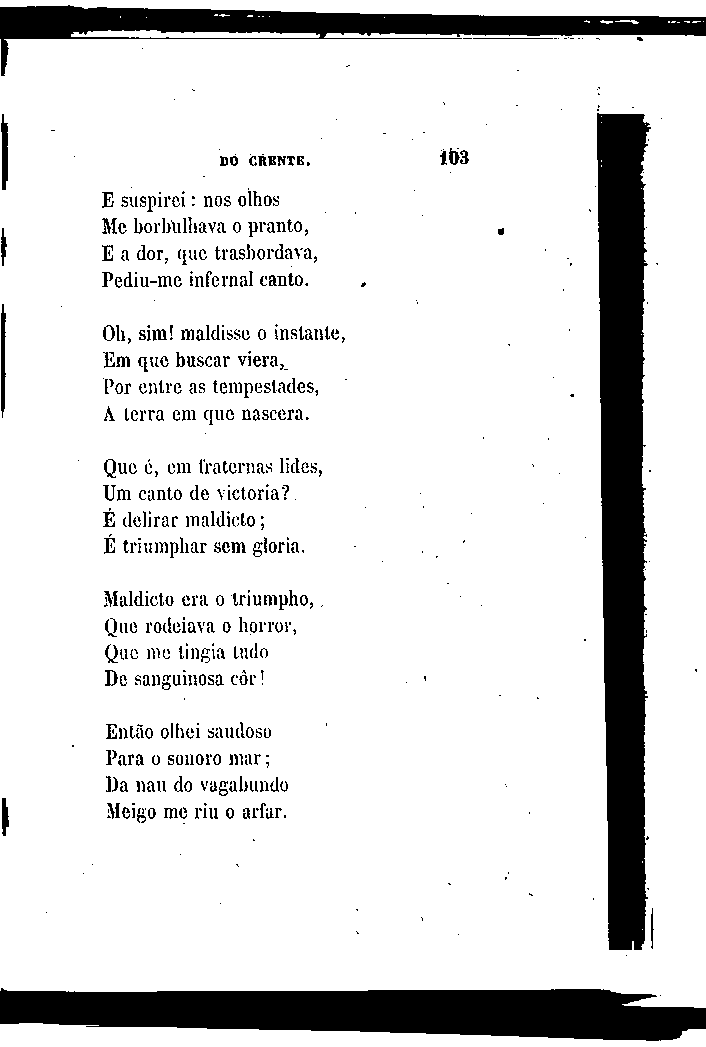 DO CRENTE. 103
E suspirei : nos olhos
Me borbulhava o pranto,
E a dor, que trasbordava,
Pediu-me infernal canto.
Oh, sim! maldisse o instante,
Em que buscar viera,
Por entre as tempestades,
A terra em que nascera.
Que é, em fraternas lides,
Um canto de victoria?
É delirar maldicto ;
É triumphar sem gloria.
Maldicto era o triumpho,
Que rodeiava o horror,
Que me tingia tudo
De sanguinosa côr!
Então olhei saudoso
Para o sonoro mar ;
Da nau do vagabundo
Meigo me riu o arfar.